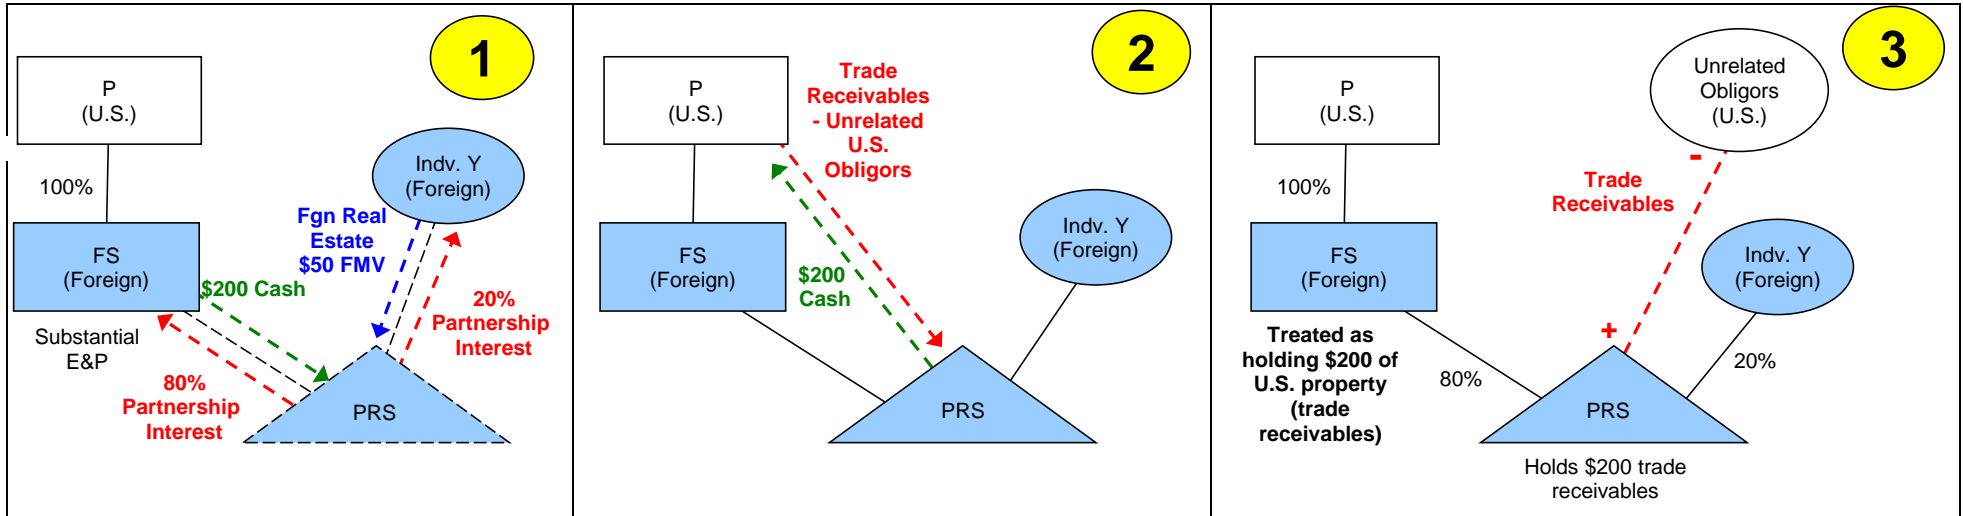 1
P
(U.S.)
100%
Indv. Y
(Foreign)
Fgn Real
Estate
$50 FMV
FS
(Foreign)
$200 Cash
20%
Partnership
Interest
Substantial
E&P
80%
Partnership
Interest
PRS
2
P
(U.S.)
Trade
Receivables
- Unrelated
U.S.
Obligors
FS
(Foreign)
Indv. Y
(Foreign)
$200
Cash
PRS
3
P
(U.S.)
Unrelated
Obligors
(U.S.)
-
100%
Trade
Receivables
FS
(Foreign)
Indv. Y
(Foreign)
Treated as
holding $200 of
U.S. property
(trade
receivables)
+
80%
20%
PRS
Holds $200 trade
receivables